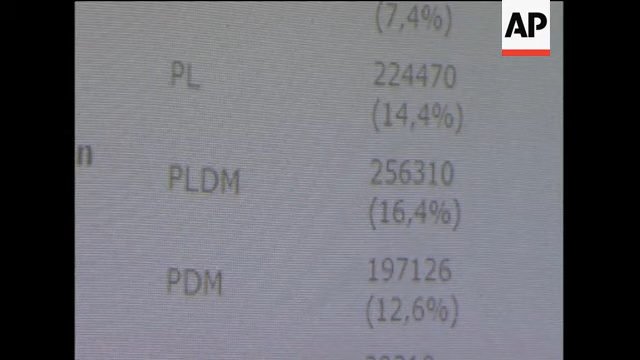 AP
(7,4%)
PL 224470
(14,4%)
n
PLDM 256310
(16,4%)
PDM 197126
(12,6%)